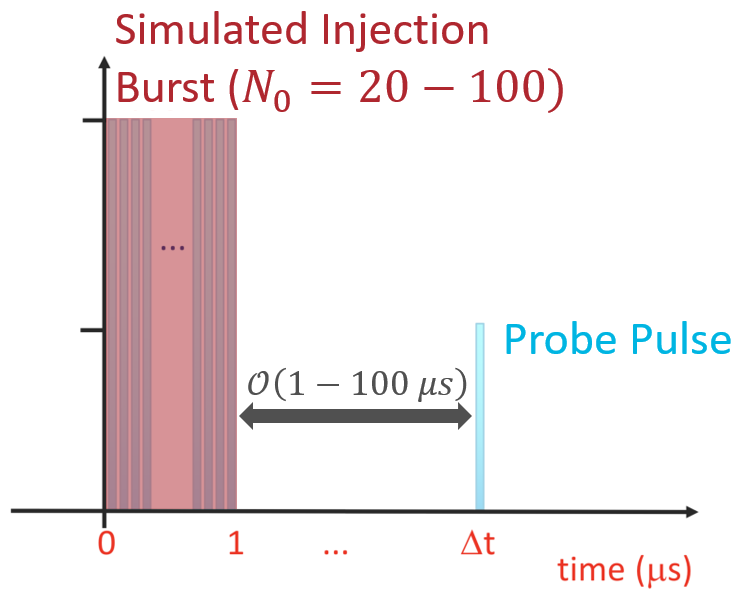 Simulated Injection
Burst (𝑁₀ = 20 − 100)
...
Probe Pulse
𝒪(1 − 100 𝜇𝑠)
0 1 ... Δt
time (μs)